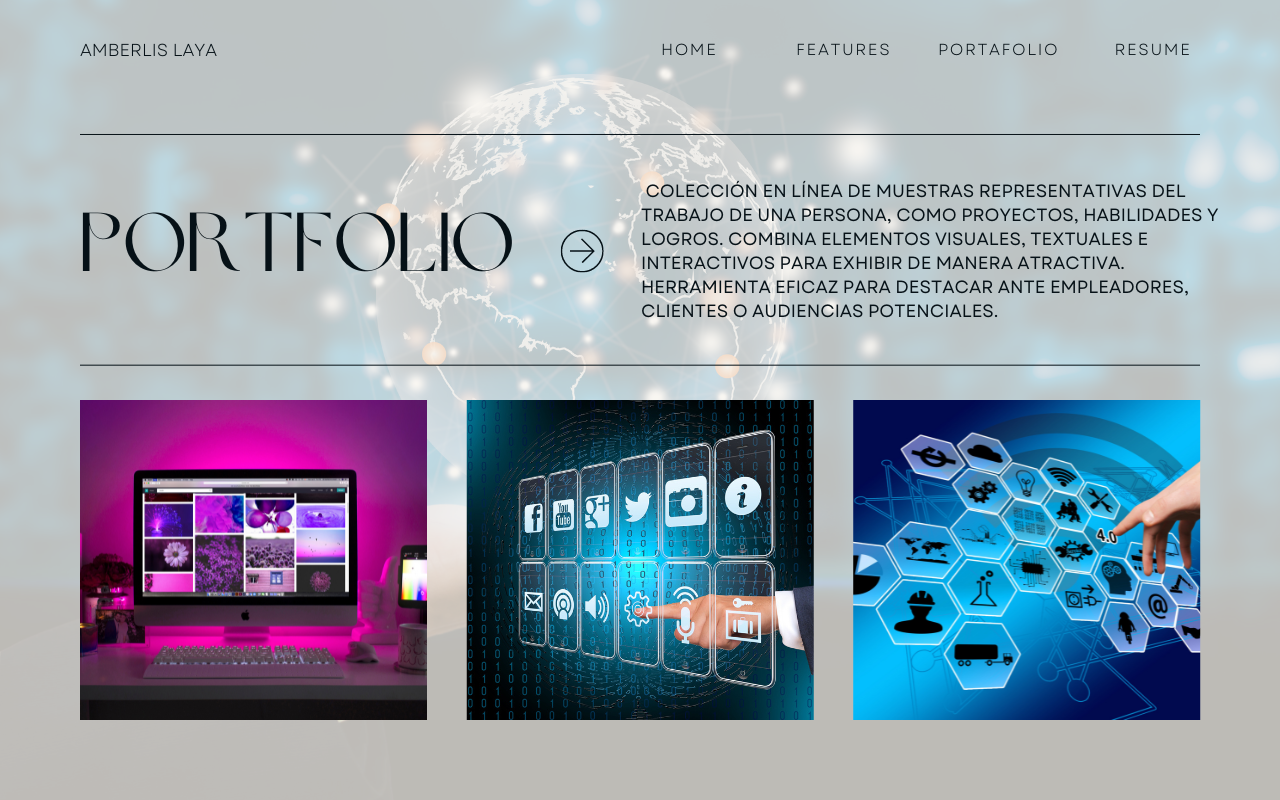 AMBERLIS LAYA
HOME FEATURES PORTAFOLIO RESUME
PORTFOLIO
COLECCIÓN EN LÍNEA DE MUESTRAS REPRESENTATIVAS DEL
TRABAJO DE UNA PERSONA, COMO PROYECTOS, HABILIDADES Y
LOGROS. COMBINA ELEMENTOS VISUALES, TEXTUALES E
INTERACTIVOS PARA EXHIBIR DE MANERA ATRACTIVA.
HERRAMIENTA EFICAZ PARA DESTACAR ANTE EMPLEADORES,
CLIENTES O AUDIENCIAS POTENCIALES.
You
Tube
4.0